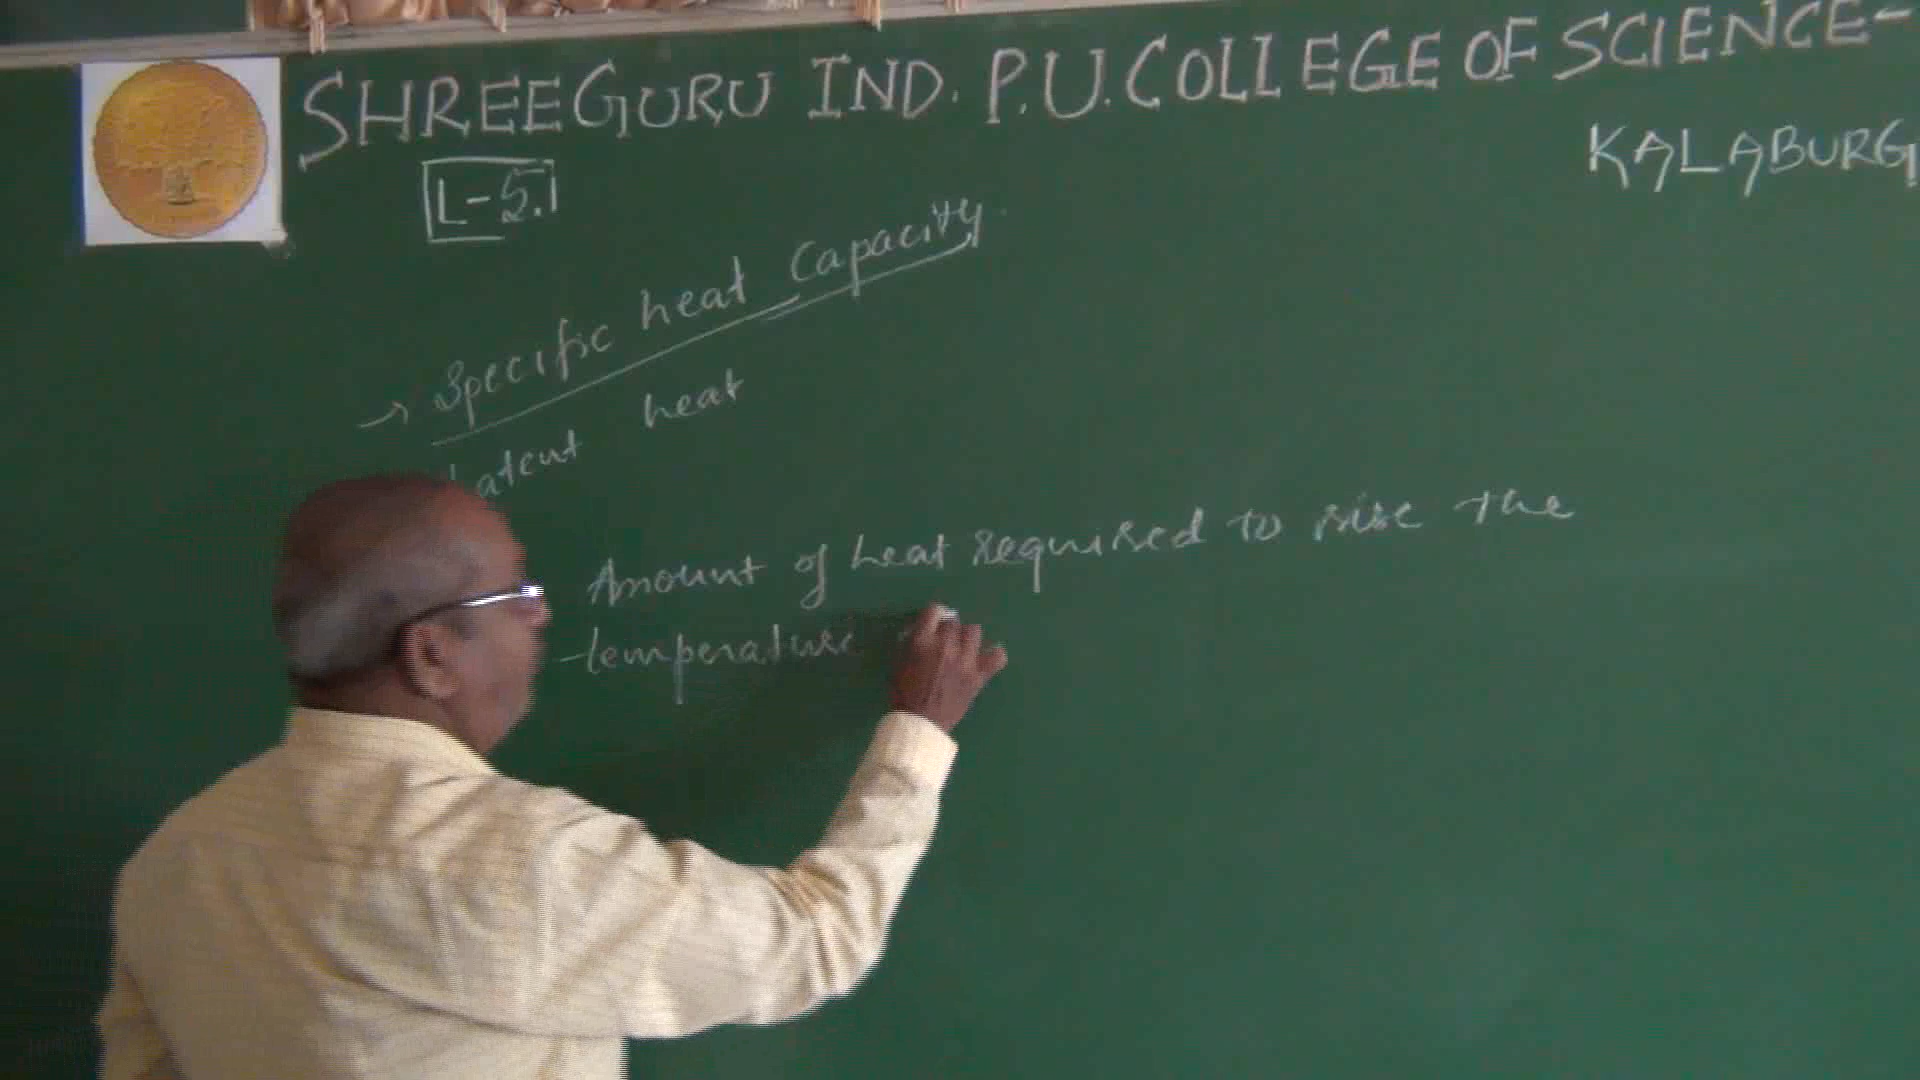 SHREEGURU IND. P.U. COLLEGE OF SCIENCE-
KALABURGI
L-5.1
→ Specific heat Capacity
Latent heat
Amount of heat required to rise the
temperature